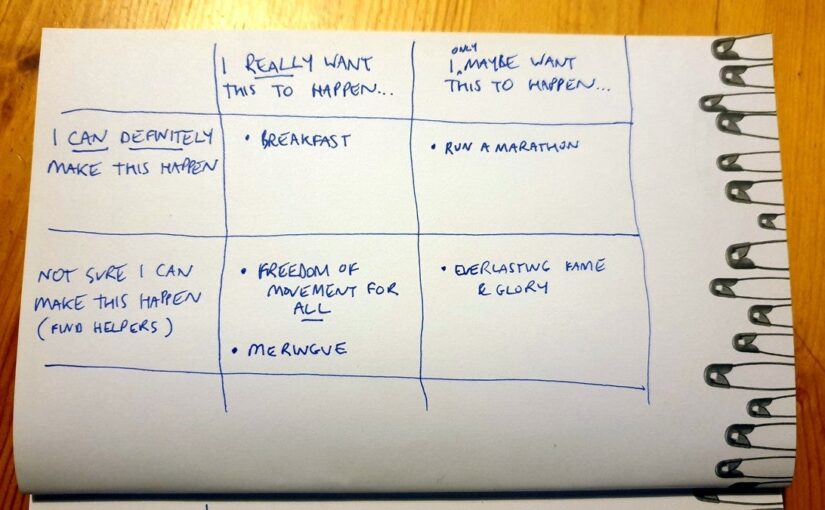 I REALLY WANT
THIS TO HAPPEN...
ONLY
I MAYBE WANT
THIS TO HAPPEN...
I CAN DEFINITELY
MAKE THIS HAPPEN
• BREAKFAST
• RUN A MARATHON
NOT SURE I CAN
MAKE THIS HAPPEN
(FIND HELPERS)
• FREEDOM OF
MOVEMENT FOR
ALL
• MERINGUE
• EVERLASTING FAME
& GLORY